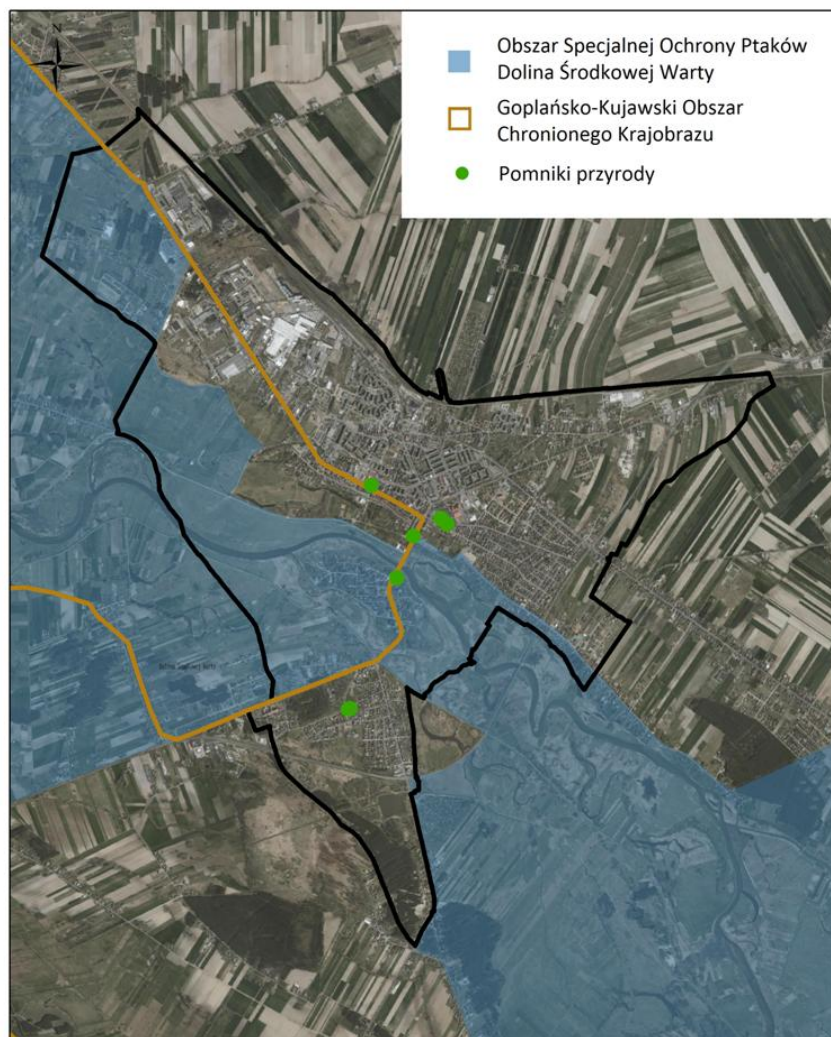 N
Obszar Specjalnej Ochrony Ptaków
Dolina Środkowej Warty
Goplańsko-Kujawski Obszar
Chronionego Krajobrazu
Pomniki przyrody